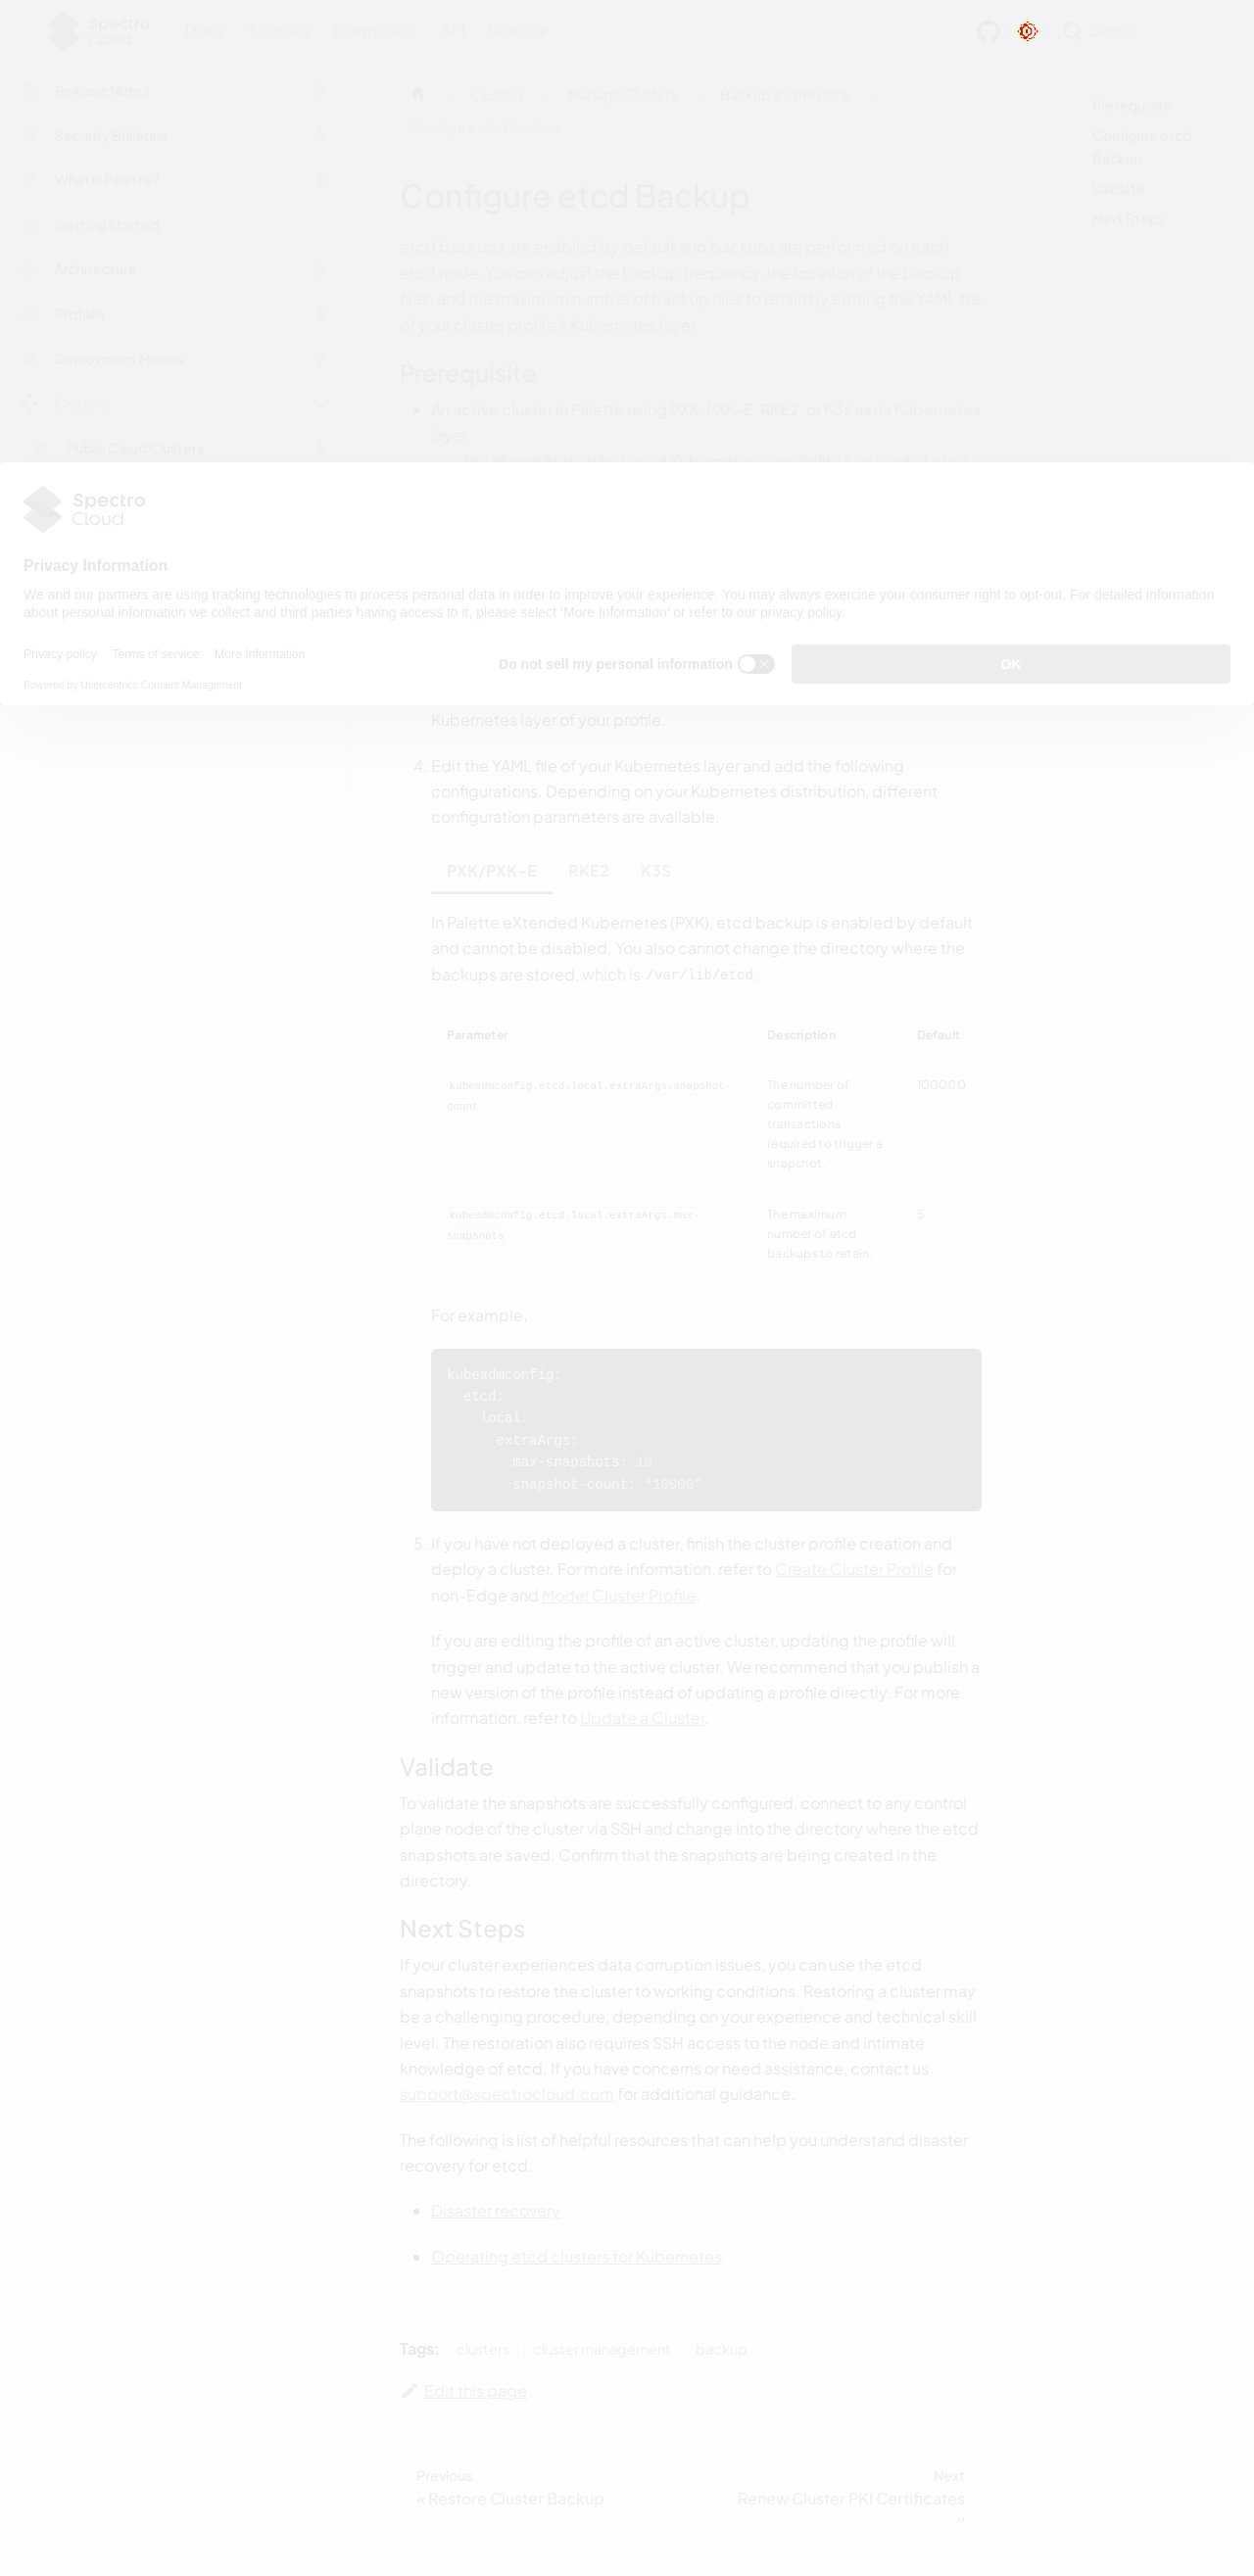 Spectro
Cloud
Docs Tutorials Downloads API latest
Search
Release Notes
Security Bulletins
What is Palette?
Getting Started
Architecture
Profiles
Deployment Modes
Clusters
Public Cloud Clusters
Clusters Manage Clusters Backup and Restore
Configure etcd Backup
Prerequisite
Configure etcd
Backup
Validate
Next Steps
Configure etcd Backup
etcd backups are enabled by default and backups are performed on each
etcd node. You can adjust the backup frequency, the location of the backup
files, and the maximum number of backup files to retain by editing the YAML file
of your cluster profile's Kubernetes layer.
Prerequisite
An active cluster in Palette using PXK, PXK-E, RKE2, or K3s as its Kubernetes
layer.
Spectro
Cloud
Privacy Information
We and our partners are using tracking technologies to process personal data in order to improve your experience. You may always exercise your consumer right to opt-out. For detailed information
about personal information we collect and third parties having access to it, please select 'More Information' or refer to our privacy policy.
Privacy policy Terms of service More Information
Powered by Usercentrics Consent Management
Do not sell my personal information
OK
Kubernetes layer of your profile.
4. Edit the YAML file of your Kubernetes layer and add the following
configurations. Depending on your Kubernetes distribution, different
configuration parameters are available.
PXK/PXK-E RKE2 K3S
In Palette eXtended Kubernetes (PXK), etcd backup is enabled by default
and cannot be disabled. You also cannot change the directory where the
backups are stored, which is /var/lib/etcd.
Parameter Description Default
kubeadmconfig.etcd.local.extraArgs.snapshot-
count: The number of
committed
transactions
required to trigger a
snapshot. 100000
kubeadmconfig.etcd.local.extraArgs.max-
snapshots: The maximum
number of etcd
backups to retain. 5
For example.
kubeadmconfig:
etcd:
local:
extraArgs:
max-snapshots: 10
snapshot-count: "10000"
5. If you have not deployed a cluster, finish the cluster profile creation and
deploy a cluster. For more information, refer to Create Cluster Profile for
non-Edge and Model Cluster Profile.
If you are editing the profile of an active cluster, updating the profile will
trigger and update to the active cluster. We recommend that you publish a
new version of the profile instead of updating a profile directly. For more
information, refer to Update a Cluster.
Validate
To validate the snapshots are successfully configured, connect to any control
plane node of the cluster via SSH and change into the directory where the etcd
snapshots are saved. Confirm that the snapshots are being created in the
directory.
Next Steps
If your cluster experiences data corruption issues, you can use the etcd
snapshots to restore the cluster to working conditions. Restoring a cluster may
be a challenging procedure, depending on your experience and technical skill
level. The restoration also requires SSH access to the node and intimate
knowledge of etcd. If you have concerns or need assistance, contact us
support@spectrocloud.com for additional guidance.
The following is list of helpful resources that can help you understand disaster
recovery for etcd:
Disaster recovery
Operating etcd clusters for Kubernetes
Tags: clusters cluster management backup
Edit this page
Previous
« Restore Cluster Backup
Next
Renew Cluster PKI Certificates
»